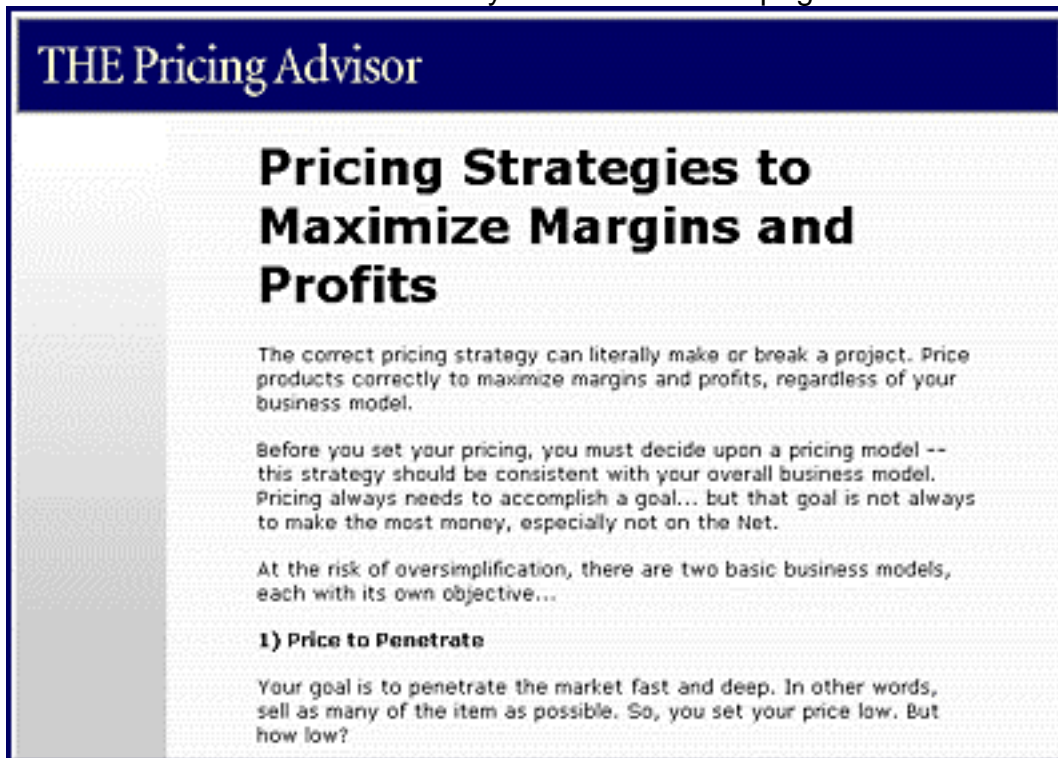 THE Pricing Advisor
Pricing Strategies to
Maximize Margins and
Profits
The correct pricing strategy can literally make or break a project. Price
products correctly to maximize margins and profits, regardless of your
business model.
Before you set your pricing, you must decide upon a pricing model --
this strategy should be consistent with your overall business model.
Pricing always needs to accomplish a goal... but that goal is not always
to make the most money, especially not on the Net.
At the risk of oversimplification, there are two basic business models,
each with its own objective...
1) Price to Penetrate
Your goal is to penetrate the market fast and deep. In other words,
sell as many of the item as possible. So, you set your price low. But
how low?